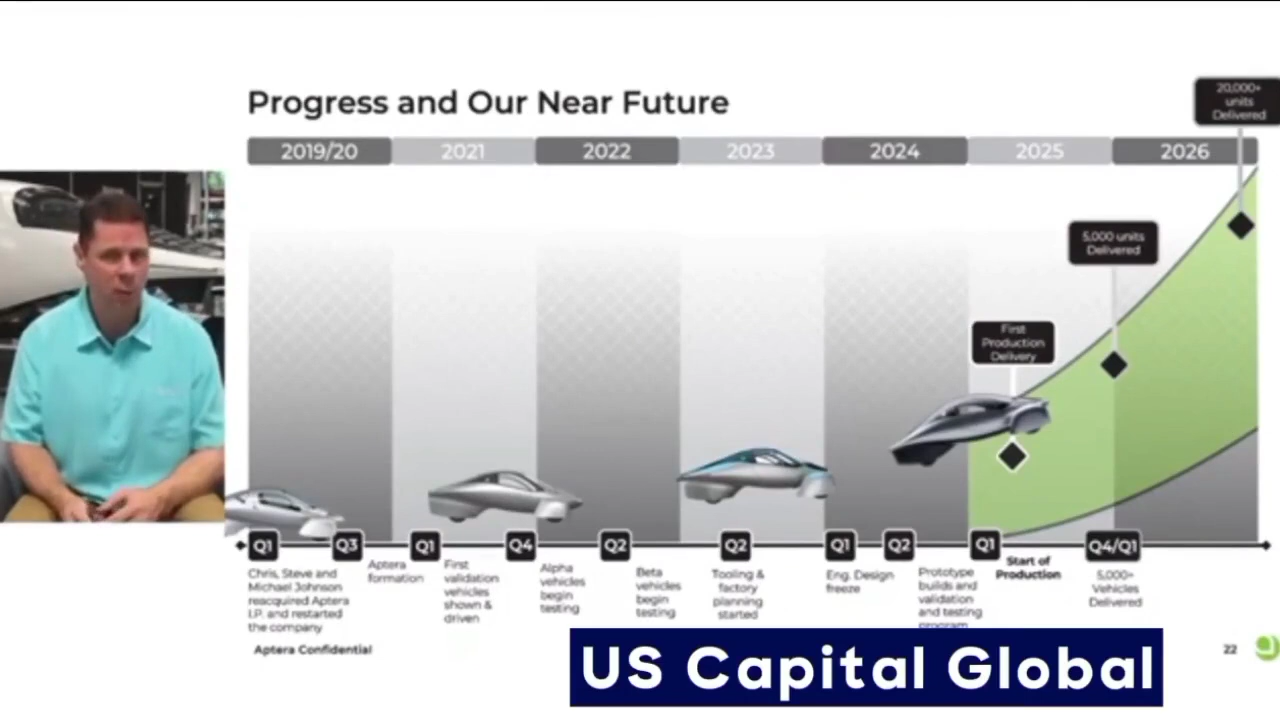 Progress and Our Near Future
20,000+
units
Delivered
2019/20
2021
2022
2023
2024
2025
2026
5,000 units
Delivered
First
Production
Delivery
Q1
Q3
Q1
Q4
Q2
Q2
Q1
Q2
Q1
Q4/Q1
Chris, Steve and
Michael Johnson
reacquired Aptera
I.P. and restarted
the company
Aptera
formation
First
validation
vehicles
shown &
driven
Alpha
vehicles
begin
testing
Beta
vehicles
begin
testing
Tooling &
factory
planning
started
Eng. Design
freeze
Prototype
builds and
validation
and testing
program
Start of
Production
5,000+
Vehicles
Delivered
Aptera Confidential
22
US Capital Global